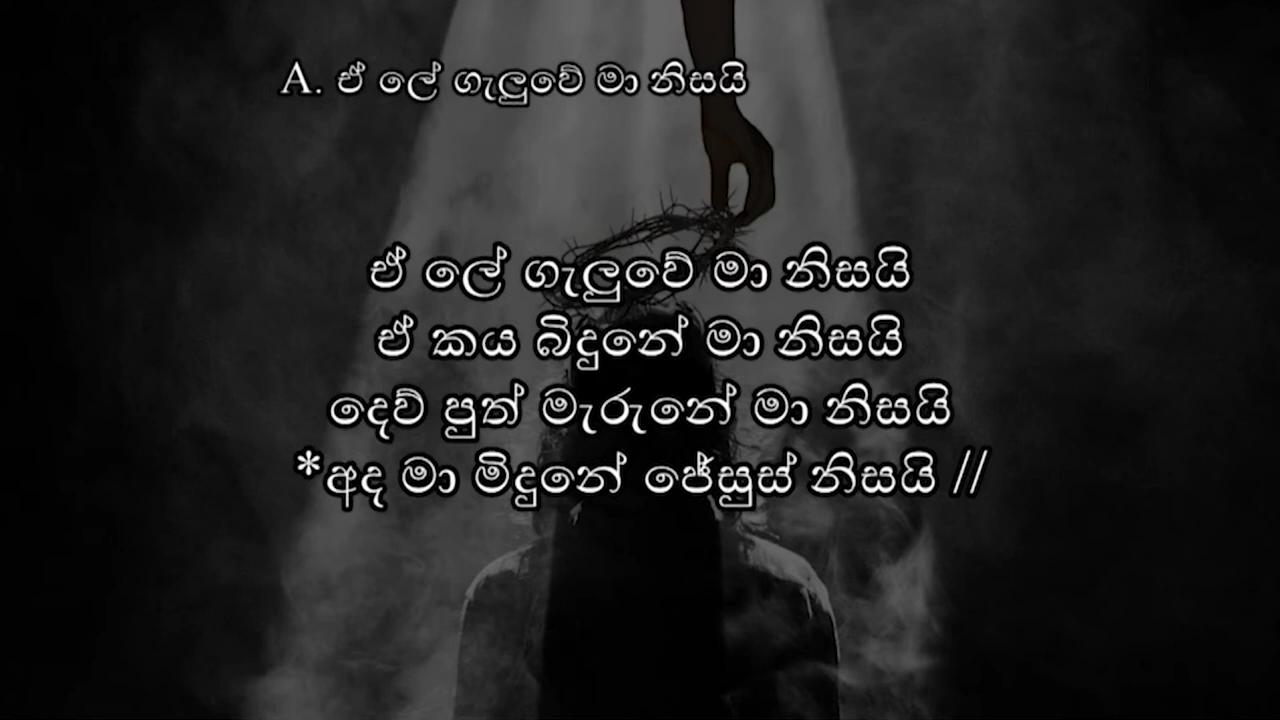 A. ඒ ලේ ගැලුවේ මා නිසයි
ඒ ලේ ගැලුවේ මා නිසයි
ඒ කය බිදුනේ මා නිසයි
දෙව් පුත් මැරුනේ මා නිසයි
*අද මා මිදුනේ ජේසුස් නිසයි //